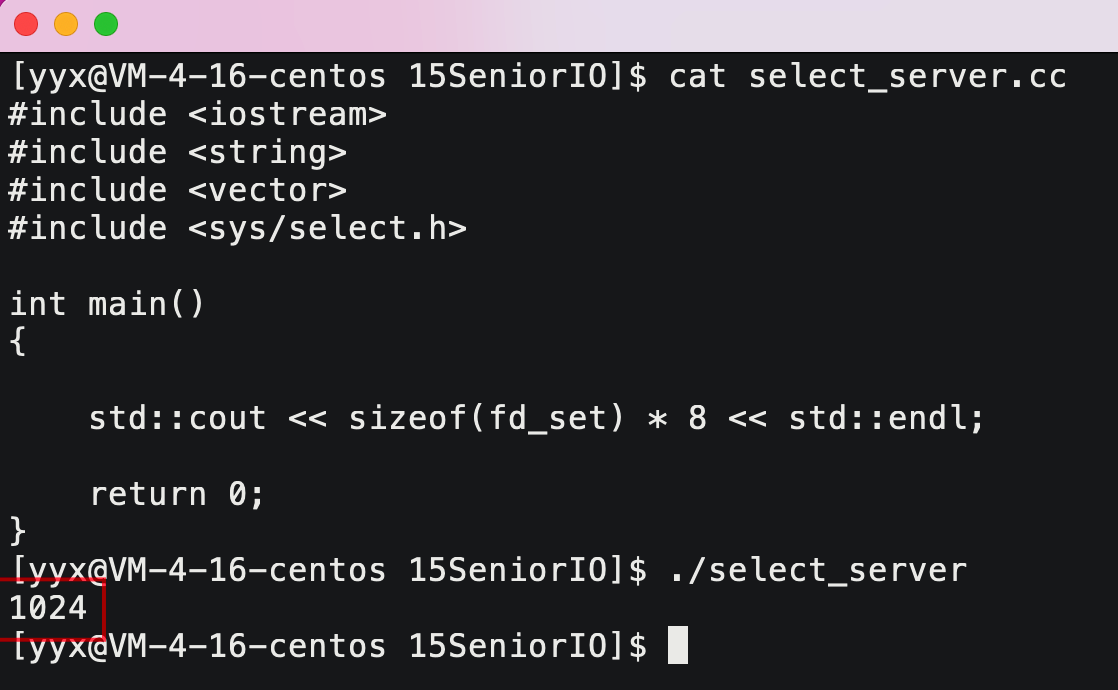 [yyx@VM-4-16-centos 15SeniorIO]$ cat select_server.cc
#include <iostream>
#include <string>
#include <vector>
#include <sys/select.h>
int main()
{
    std::cout << sizeof(fd_set) * 8 << std::endl;
    return 0;
}
[yyx@VM-4-16-centos 15SeniorIO]$ ./select_server
1024
[yyx@VM-4-16-centos 15SeniorIO]$